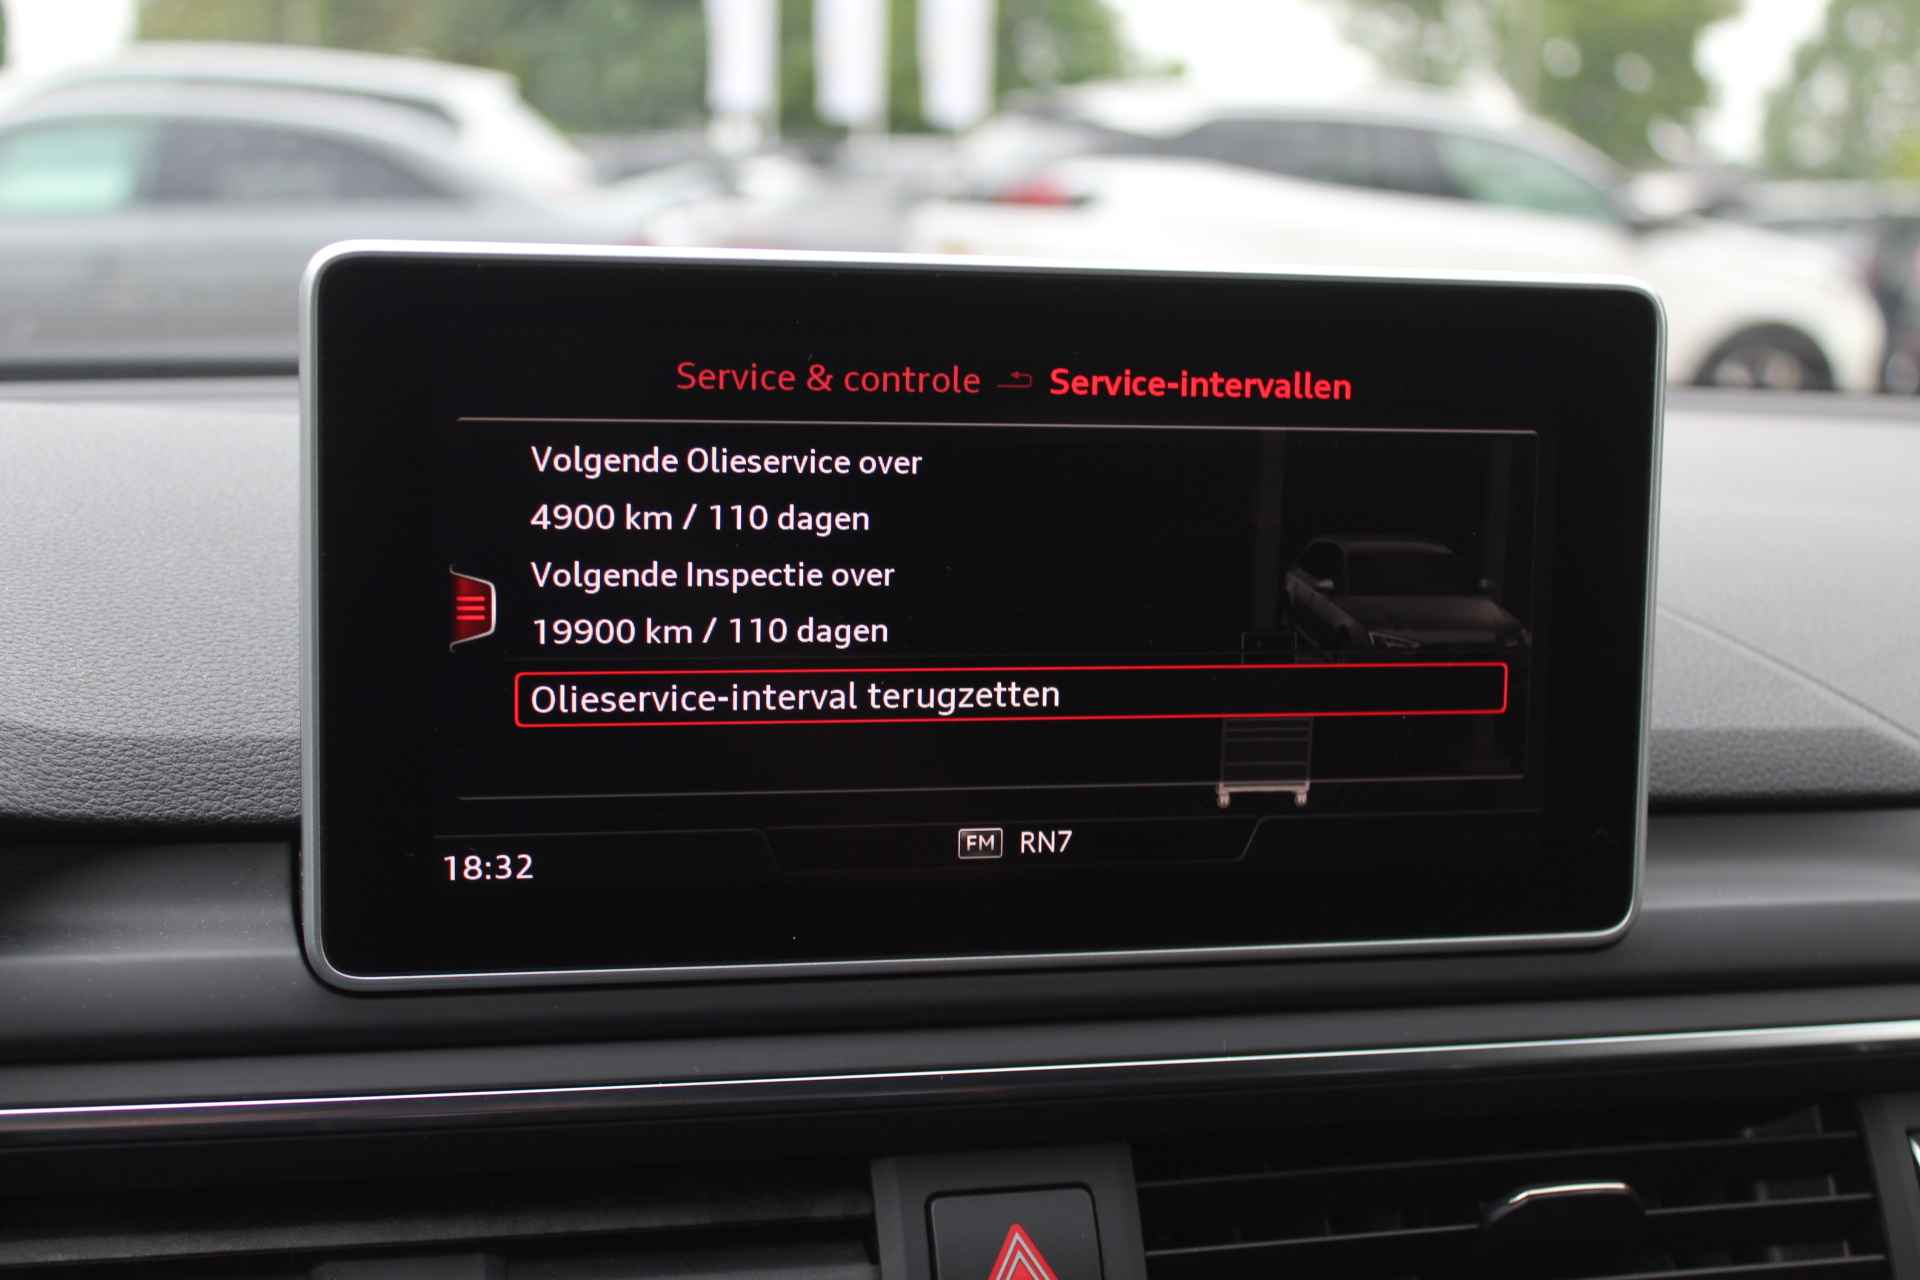 Service & controle Service-intervallen
Volgende Olieservice over
4900 km / 110 dagen
Volgende Inspectie over
19900 km / 110 dagen
Olieservice-interval terugzetten
FM RN7
18:32